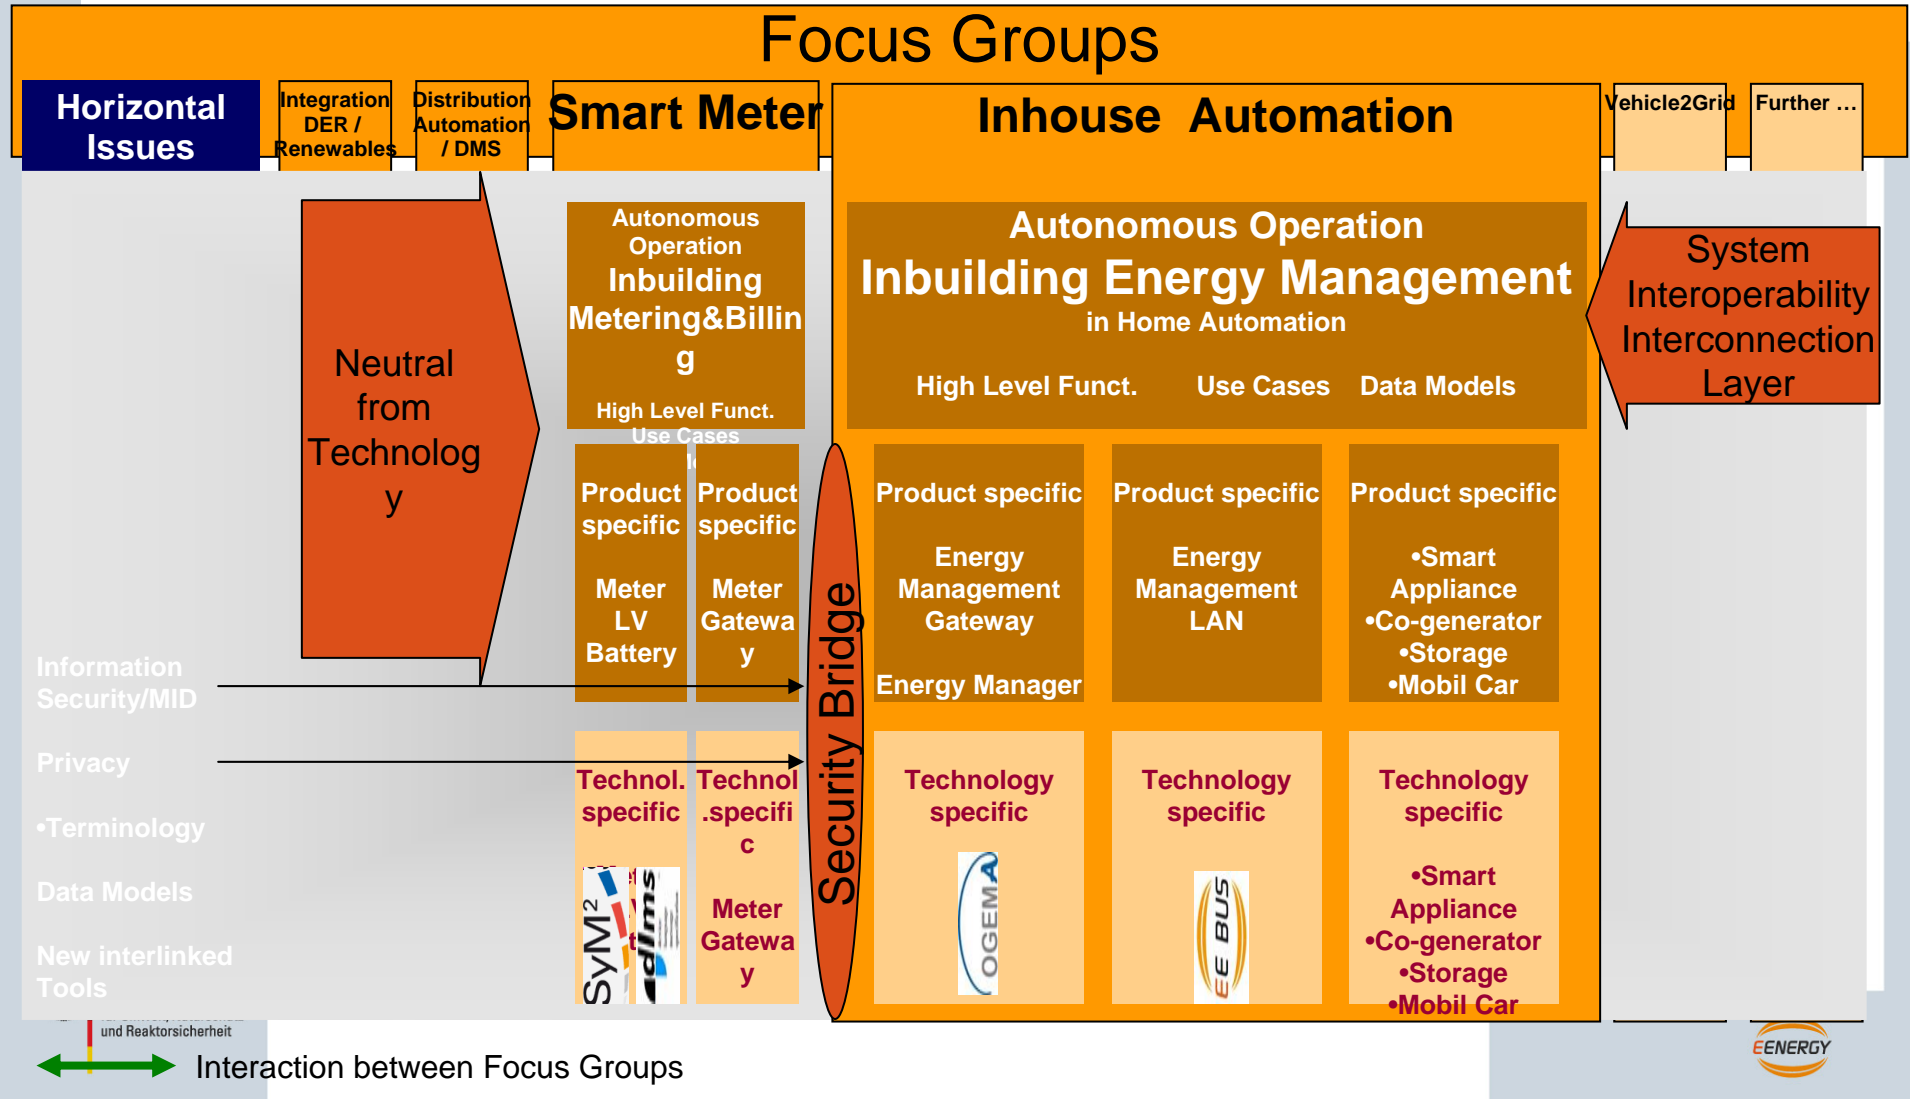 Focus Groups
Horizontal
Issues
Integration
DER /
Renewables
Distribution
Automation
/ DMS
Smart Meter
Inhouse Automation
Vehicle2Grid
Further ...
Neutral
from
Technolog
y
Autonomous
Operation
Inbuilding
Metering&Billin
g
High Level Funct.
Use Cases
Autonomous Operation
Inbuilding Energy Management
in Home Automation
High Level Funct. Use Cases Data Models
System
Interoperability
Interconnection
Layer
Product
specific
Meter
LV
Battery
Product
specific
Meter
Gatewa
y
Security Bridge
Product specific
Energy
Management
Gateway
Energy Manager
Product specific
Energy
Management
LAN
Product specific
•Smart
Appliance
•Co-generator
•Storage
•Mobil Car
Information
Security/MID
Privacy
•Terminology
Data Models
New interlinked
Tools
Technol.
specific
SyM²
dlms
Technol
.specifi
c
Meter
Gatewa
y
Technology
specific
OGEMA
Technology
specific
EE BUS
Technology
specific
•Smart
Appliance
•Co-generator
•Storage
•Mobil Car
und Reaktorsicherheit
Interaction between Focus Groups
EENERGY